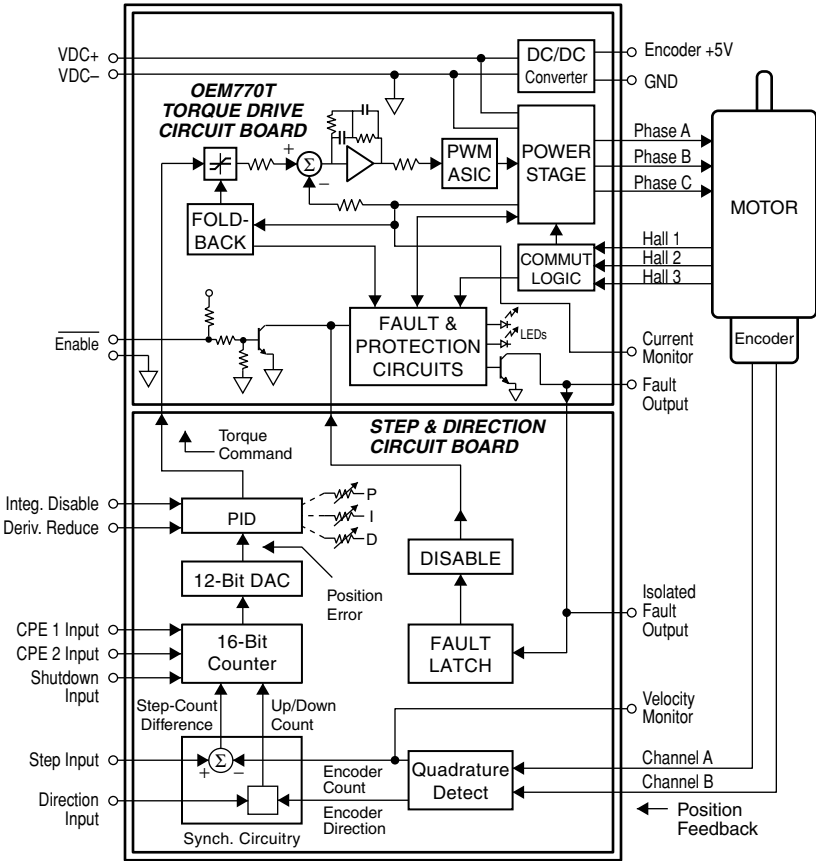 VDC+
VDC–
OEM770T
TORQUE DRIVE
CIRCUIT BOARD
DC/DC
Converter
Encoder +5V
GND
+
Σ
–
PWM
ASIC
POWER
STAGE
Phase A
Phase B
Phase C
MOTOR
FOLD-
BACK
COMMUT
LOGIC
Hall 1
Hall 2
Hall 3
Enable
FAULT &
PROTECTION
CIRCUITS
LEDs
Encoder
Current
Monitor
Fault
Output
STEP & DIRECTION
CIRCUIT BOARD
Torque
Command
Integ. Disable
Deriv. Reduce
PID
P
I
D
DISABLE
12-Bit DAC
Position
Error
Isolated
Fault
Output
CPE 1 Input
CPE 2 Input
Shutdown
Input
16-Bit
Counter
FAULT
LATCH
Step-Count
Difference
Up/Down
Count
Velocity
Monitor
Step Input
+
Σ
–
Encoder
Count
Quadrature
Detect
Channel A
Channel B
Direction
Input
Encoder
Direction
Synch. Circuitry
Position
Feedback